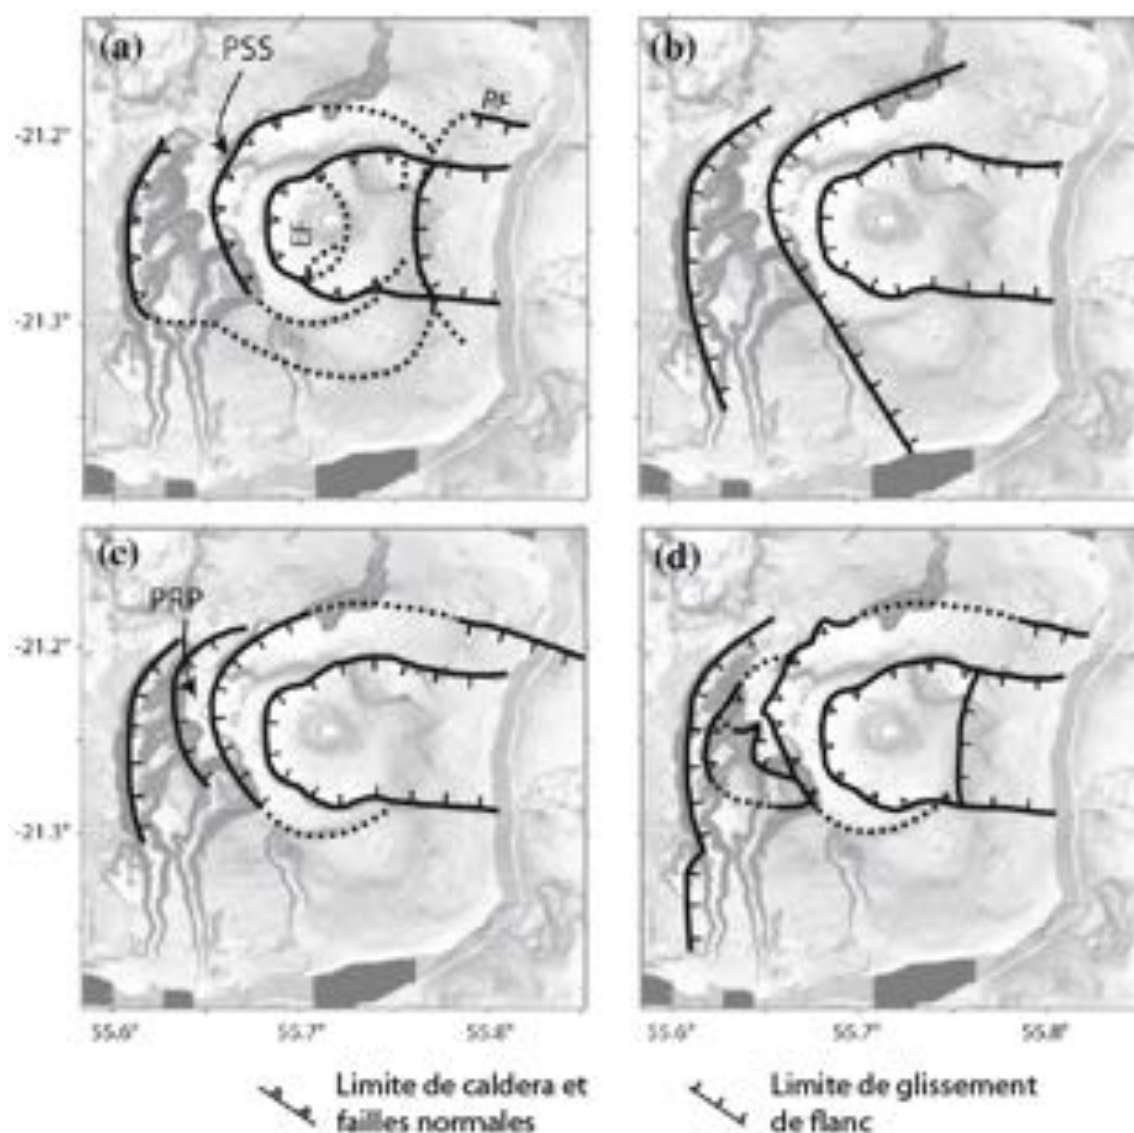 (a)
PSS
(b)
-21.2°
-21.3°
(c)
PRP
(d)
-21.2°
-21.3°
55.6°
55.7°
55.8°
55.6°
55.7°
55.8°
Limite de caldera et
failles normales
Limite de glissement
de flanc